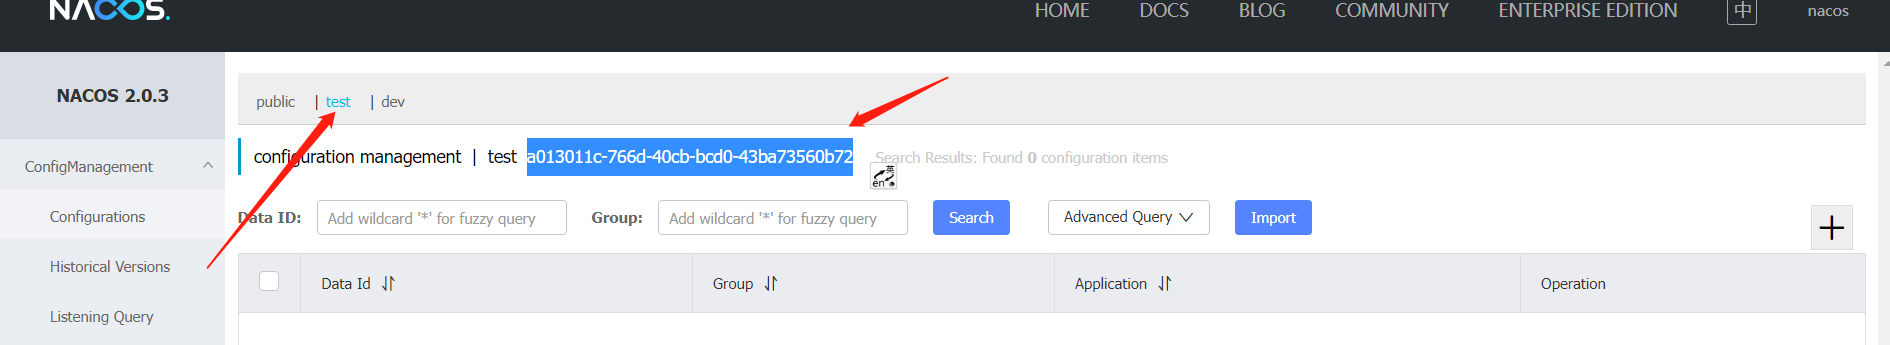 NACOS.
HOME DOCS BLOG COMMUNITY ENTERPRISE EDITION 中 nacos
NACOS 2.0.3
public | test | dev
configuration management | test a013011c-766d-40cb-bcd0-43ba73560b72 Search Results: Found 0 configuration items
英
en
ConfigManagement
Configurations
Historical Versions
Listening Query
Data ID: Add wildcard '*' for fuzzy query Group: Add wildcard '*' for fuzzy query Search Advanced Query Import
Data Id Group Application Operation